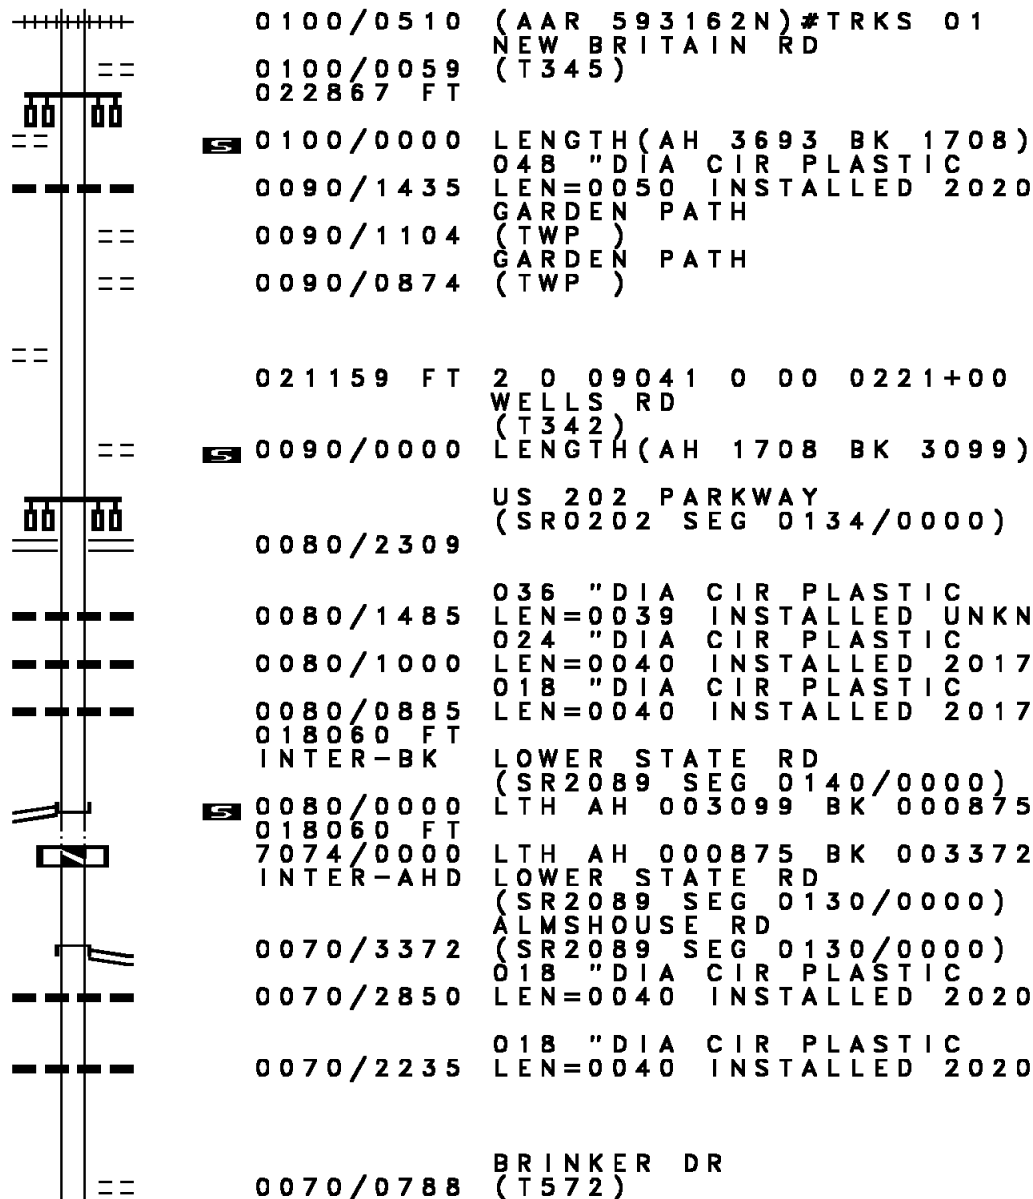 0100/0510 (AAR 593162N)#TRKS 01
NEW BRITAIN RD
0100/0059 (T345)
022867 FT
S 0100/0000 LENGTH(AH 3693 BK 1708)
048 "DIA CIR PLASTIC
0090/1435 LEN=0050 INSTALLED 2020
GARDEN PATH
0090/1104 (TWP )
GARDEN PATH
0090/0874 (TWP )
021159 FT 2 0 09041 0 00 0221+00
WELLS RD
(T342)
S 0090/0000 LENGTH(AH 1708 BK 3099)
US 202 PARKWAY
(SR0202 SEG 0134/0000)
0080/2309
036 "DIA CIR PLASTIC
0080/1485 LEN=0039 INSTALLED UNKN
024 "DIA CIR PLASTIC
0080/1000 LEN=0040 INSTALLED 2017
018 "DIA CIR PLASTIC
0080/0885 LEN=0040 INSTALLED 2017
018060 FT
INTER-BK LOWER STATE RD
(SR2089 SEG 0140/0000)
S 0080/0000 LTH AH 003099 BK 000875
018060 FT
7074/0000 LTH AH 000875 BK 003372
INTER-AHD LOWER STATE RD
(SR2089 SEG 0130/0000)
ALMSHOUSE RD
0070/3372 (SR2089 SEG 0130/0000)
018 "DIA CIR PLASTIC
0070/2850 LEN=0040 INSTALLED 2020
018 "DIA CIR PLASTIC
0070/2235 LEN=0040 INSTALLED 2020
BRINKER DR
0070/0788 (T572)